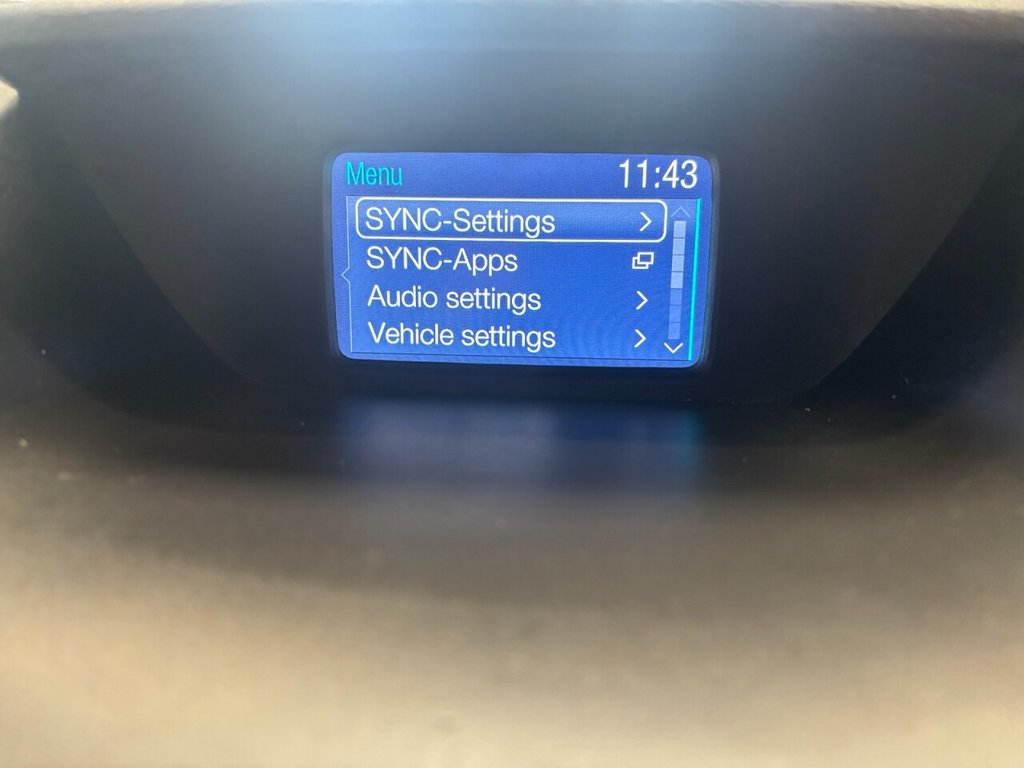 Menu 11:43
SYNC-Settings
SYNC-Apps
Audio settings
Vehicle settings